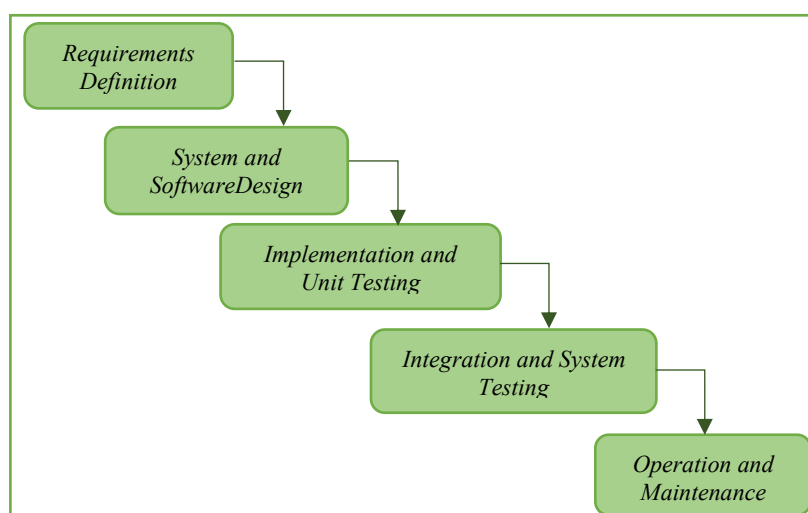 Requirements
Definition
System and
SoftwareDesign
Implementation and
Unit Testing
Integration and System
Testing
Operation and
Maintenance